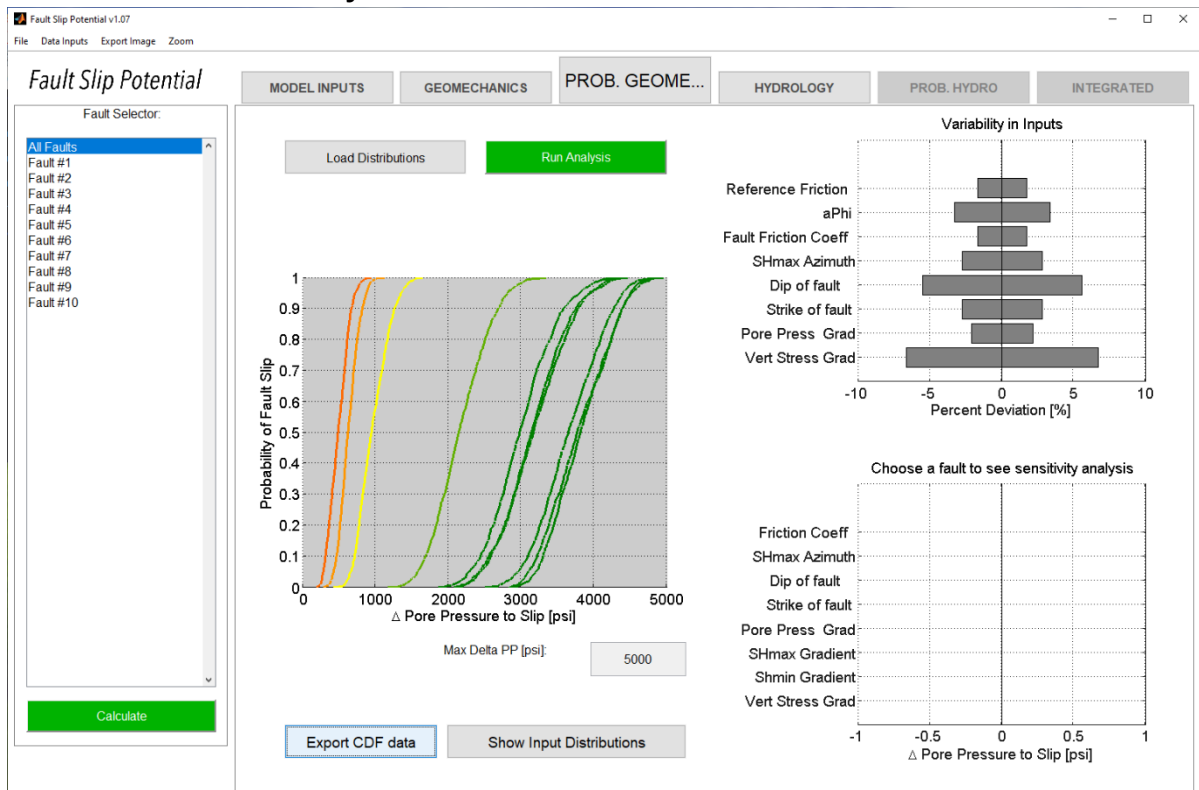 Fault Slip Potential v1.07
File Data Inputs Export Image Zoom
Fault Slip Potential
MODEL INPUTS
GEOMECHANICS
PROB. GEOME...
HYDROLOGY
PROB. HYDRO
INTEGRATED
Fault Selector:
All Faults
Fault #1
Fault #2
Fault #3
Fault #4
Fault #5
Fault #6
Fault #7
Fault #8
Fault #9
Fault #10
Calculate
Load Distributions
Run Analysis
Probability of Fault Slip
1
0.9
0.8
0.7
0.6
0.5
0.4
0.3
0.2
0.1
0
0 1000 2000 3000 4000 5000
Δ Pore Pressure to Slip [psi]
Max Delta PP [psi]:
5000
Export CDF data
Show Input Distributions
Variability in Inputs
Reference Friction
aPhi
Fault Friction Coeff
SHmax Azimuth
Dip of fault
Strike of fault
Pore Press Grad
Vert Stress Grad
-10 -5 0 5 10
Percent Deviation [%]
Choose a fault to see sensitivity analysis
Friction Coeff
SHmax Azimuth
Dip of fault
Strike of fault
Pore Press Grad
SHmax Gradient
Shmin Gradient
Vert Stress Grad
-1 -0.5 0 0.5 1
Δ Pore Pressure to Slip [psi]